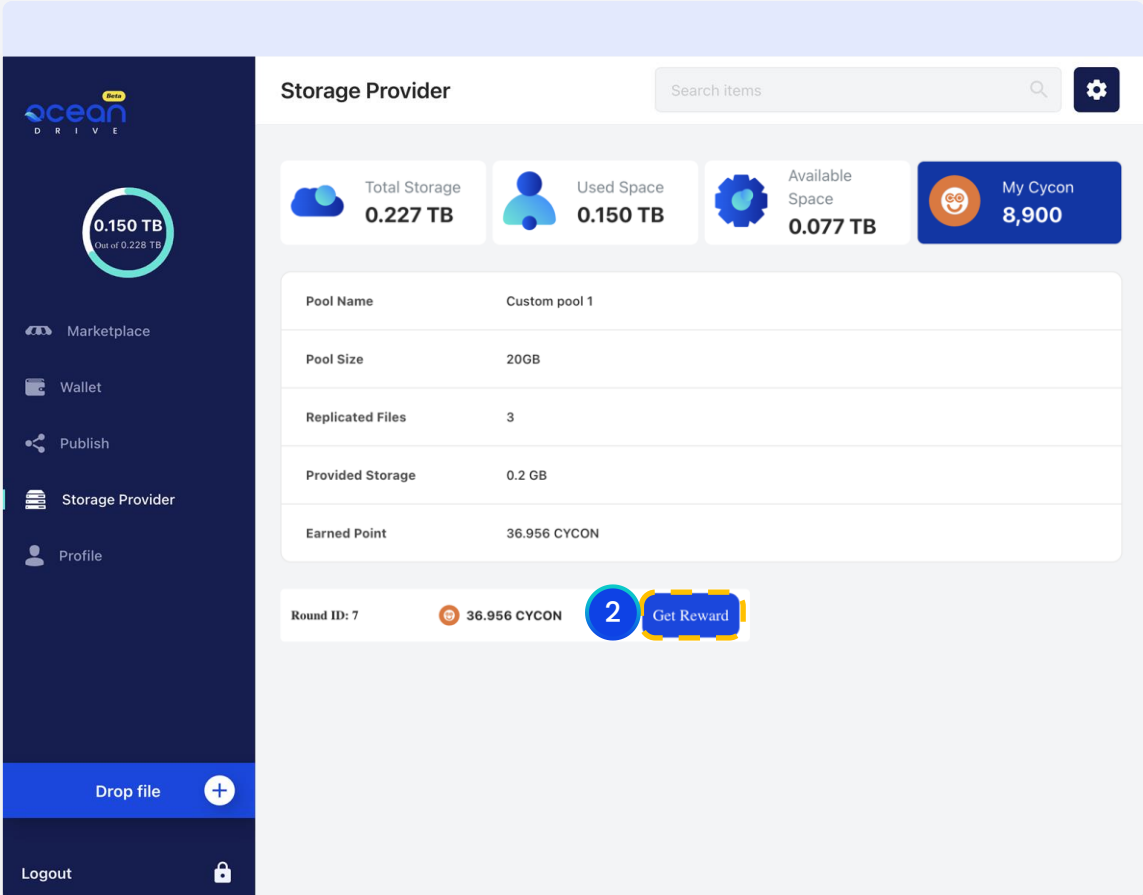 Beta
ocean
DRIVE
0.150 TB
Out of 0.228 TB
Marketplace
Wallet
Publish
Storage Provider
Profile
Drop file
Logout
Storage Provider
Search items
Total Storage
0.227 TB
Used Space
0.150 TB
Available
Space
0.077 TB
My Cycon
8,900
Pool Name Custom pool 1
Pool Size 20GB
Replicated Files 3
Provided Storage 0.2 GB
Earned Point 36.956 CYCON
Round ID: 7 36.956 CYCON 2 Get Reward